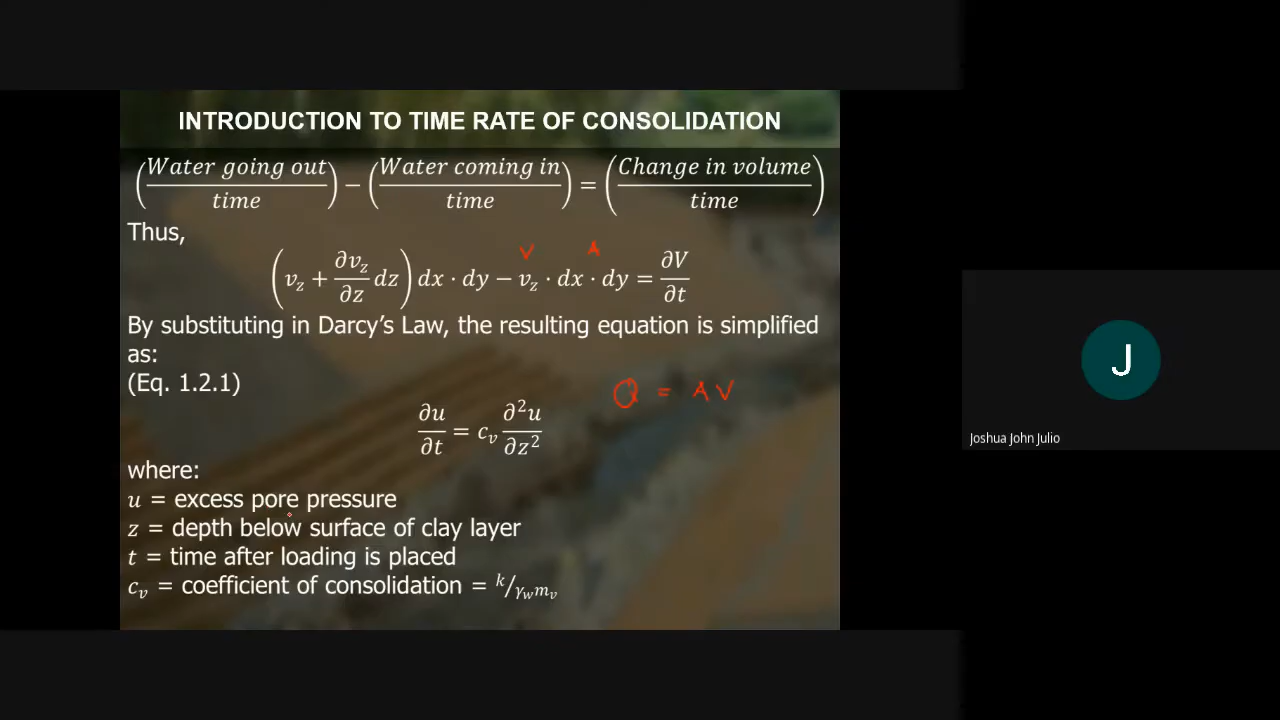 INTRODUCTION TO TIME RATE OF CONSOLIDATION
(Water going out / time) − (Water coming in / time) = (Change in volume / time)
Thus,
V A
(v_z + ∂v_z/∂z dz) dx · dy − v_z · dx · dy = ∂V/∂t
By substituting in Darcy’s Law, the resulting equation is simplified
as:
(Eq. 1.2.1)
Q = A V
∂u/∂t = c_v ∂²u/∂z²
where:
u = excess pore pressure
z = depth below surface of clay layer
t = time after loading is placed
c_v = coefficient of consolidation = k/γ_w m_v
J
Joshua John Julio